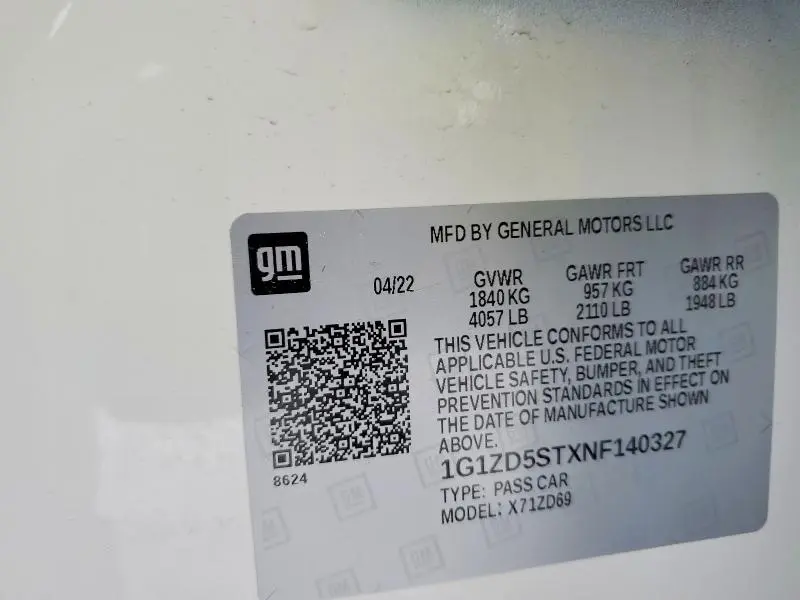 MFD BY GENERAL MOTORS LLC
gm
04/22
GVWR GAWR FRT GAWR RR
1840 KG 957 KG 884 KG
4057 LB 2110 LB 1948 LB
THIS VEHICLE CONFORMS TO ALL
APPLICABLE U.S. FEDERAL MOTOR
VEHICLE SAFETY, BUMPER, AND THEFT
PREVENTION STANDARDS IN EFFECT ON
THE DATE OF MANUFACTURE SHOWN
ABOVE.
8624
1G1ZD5STXNF140327
TYPE: PASS CAR
MODEL: X71ZD69